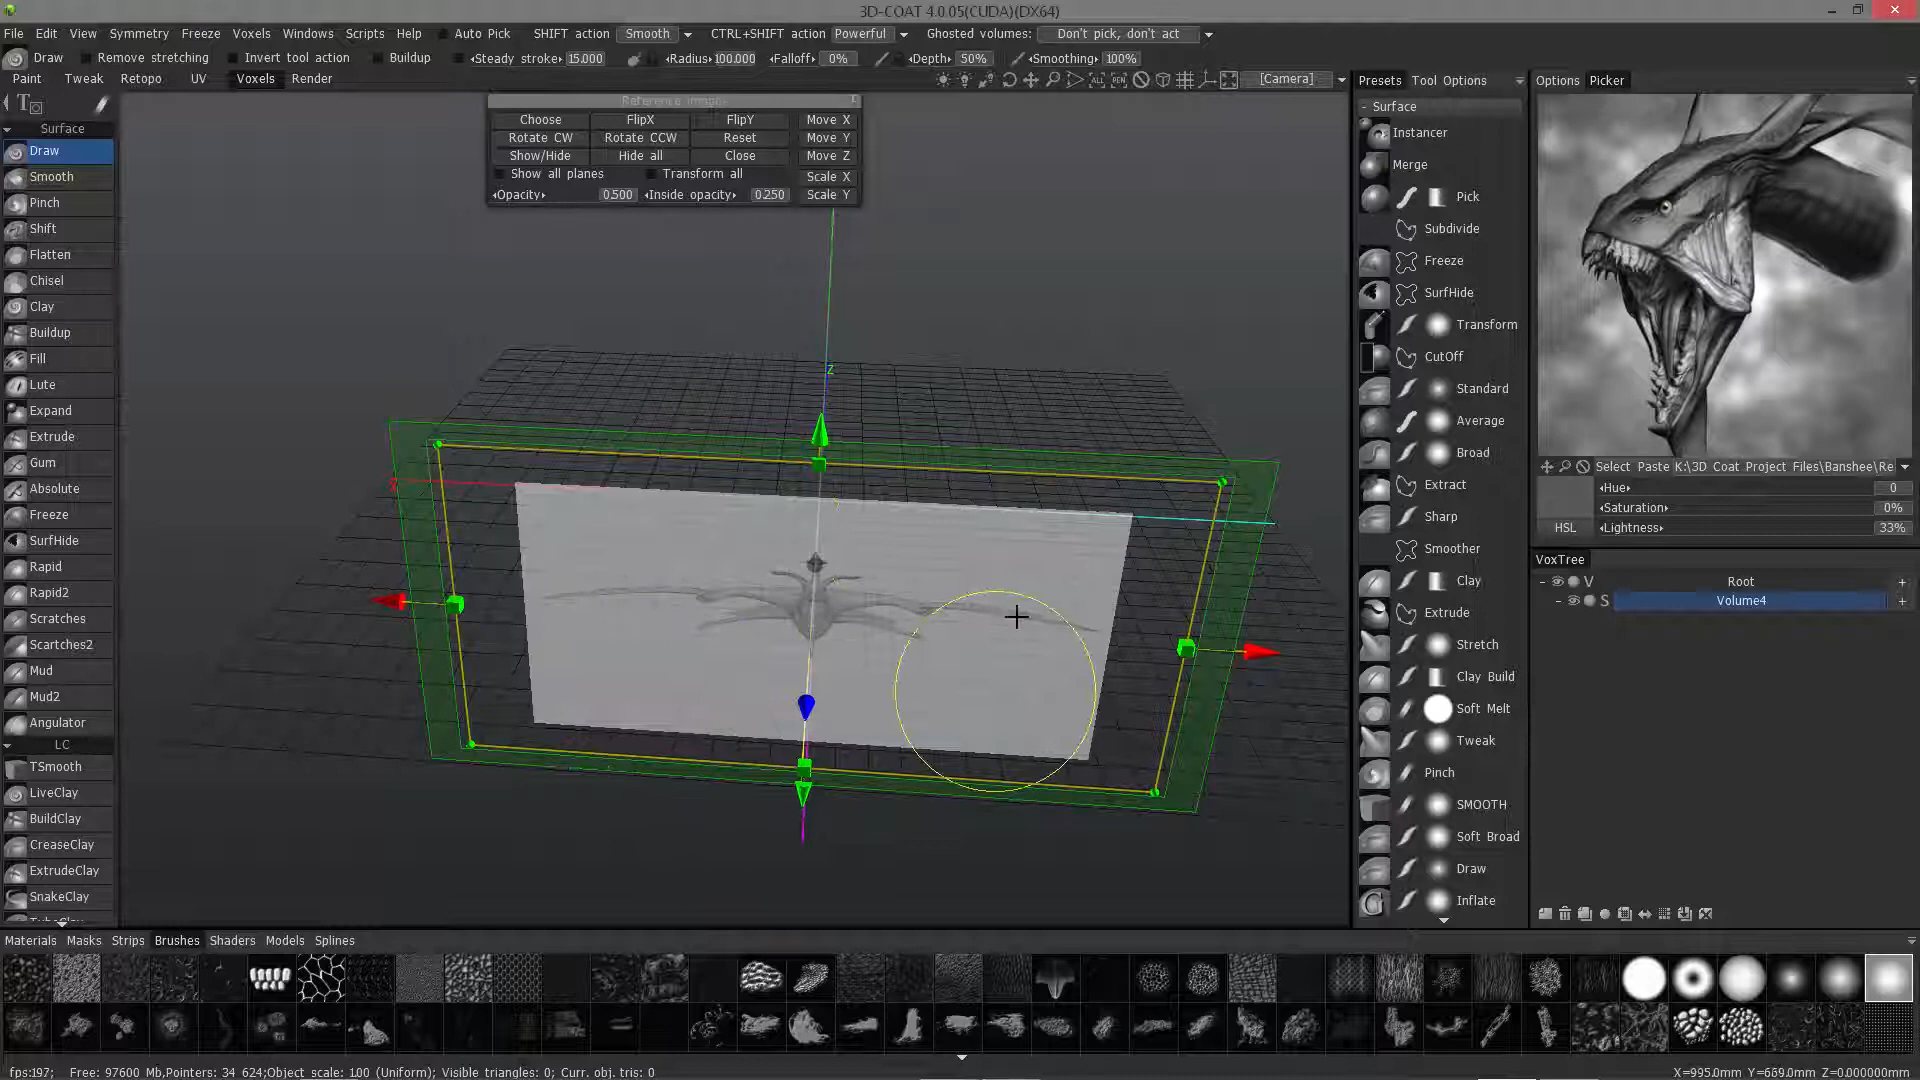 3D-COAT 4.0.05(CUDA)(DX64)
File Edit View Symmetry Freeze Voxels Windows Scripts Help Auto Pick SHIFT action Smooth CTRL+SHIFT action Powerful Ghosted volumes: Don't pick, don't act
Draw Remove stretching Invert tool action Buildup Steady stroke 15.000 Radius 100.000 Falloff 0% Depth 50% Smoothing 100%
Paint Tweak Retopo UV Voxels Render [Camera]
Reference Images
Choose FlipX FlipY Move X
Rotate CW Rotate CCW Reset Move Y
Show/Hide Hide all Close Move Z
Show all planes Transform all Scale X
Opacity 0.500 Inside opacity 0.250 Scale Y
Z
Surface
Draw
Smooth
Pinch
Shift
Flatten
Chisel
Clay
Buildup
Fill
Lute
Expand
Extrude
Gum
Absolute
Freeze
SurfHide
Rapid
Rapid2
Scratches
Scartches2
Mud
Mud2
Angulator
LC
TSmooth
LiveClay
BuildClay
CreaseClay
ExtrudeClay
SnakeClay
Presets Tool Options
- Surface
Instancer
Merge
Pick
Subdivide
Freeze
SurfHide
Transform
CutOff
Standard
Average
Broad
Extract
Sharp
Smoother
Clay
Extrude
Stretch
Clay Build
Soft Melt
Tweak
Pinch
SMOOTH
Soft Broad
Draw
Inflate
Options Picker
Select Paste K:\3D Coat Project Files\Banshee\Re
Hue 0
Saturation 0%
HSL Lightness 33%
VoxTree
- V Root +
- S Volume4 +
Materials Masks Strips Brushes Shaders Models Splines
fps:197; Free: 97600 Mb,Pointers: 34 624;Object scale: 1.00 (Uniform); Visible triangles: 0; Curr. obj. tris: 0
X=995.0mm Y=669.0mm Z=0.000000mm